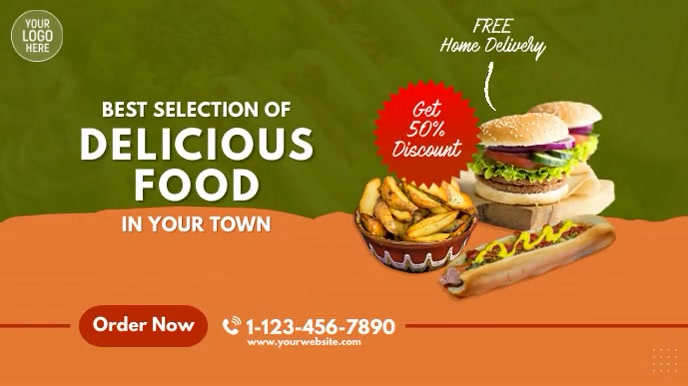 YOUR
LOGO
HERE
FREE
Home Delivery
BEST SELECTION OF
DELICIOUS
FOOD
IN YOUR TOWN
Get
50%
Discount
Order Now
1-123-456-7890
www.yourwebsite.com